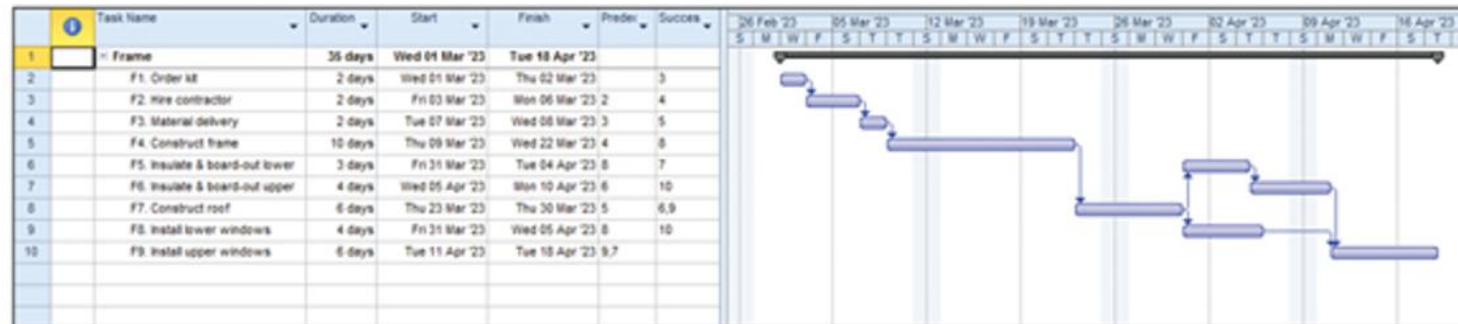 Task Name Duration Start Finish Predec Succes 26 Feb '23 05 Mar '23 12 Mar '23 19 Mar '23 26 Mar '23 02 Apr '23 09 Apr '23 16 Apr '23
S M W F S T T S M W F S T T S M W F S T T S M W F S T
1 Frame 35 days Wed 01 Mar '23 Tue 18 Apr '23
2 F1. Order kit 2 days Wed 01 Mar '23 Thu 02 Mar '23 3
3 F2. Hire contractor 2 days Fri 03 Mar '23 Mon 06 Mar '23 2 4
4 F3. Material delivery 2 days Tue 07 Mar '23 Wed 08 Mar '23 3 5
5 F4. Construct frame 10 days Thu 09 Mar '23 Wed 22 Mar '23 4 8
6 F5. Insulate & board-out lower 3 days Fri 31 Mar '23 Tue 04 Apr '23 8 7
7 F6. Insulate & board-out upper 4 days Wed 05 Apr '23 Mon 10 Apr '23 6 10
8 F7. Construct roof 6 days Thu 23 Mar '23 Thu 30 Mar '23 5 6,9
9 F8. Install lower windows 4 days Fri 31 Mar '23 Wed 05 Apr '23 8 10
10 F9. Install upper windows 6 days Tue 11 Apr '23 Tue 18 Apr '23 9,7